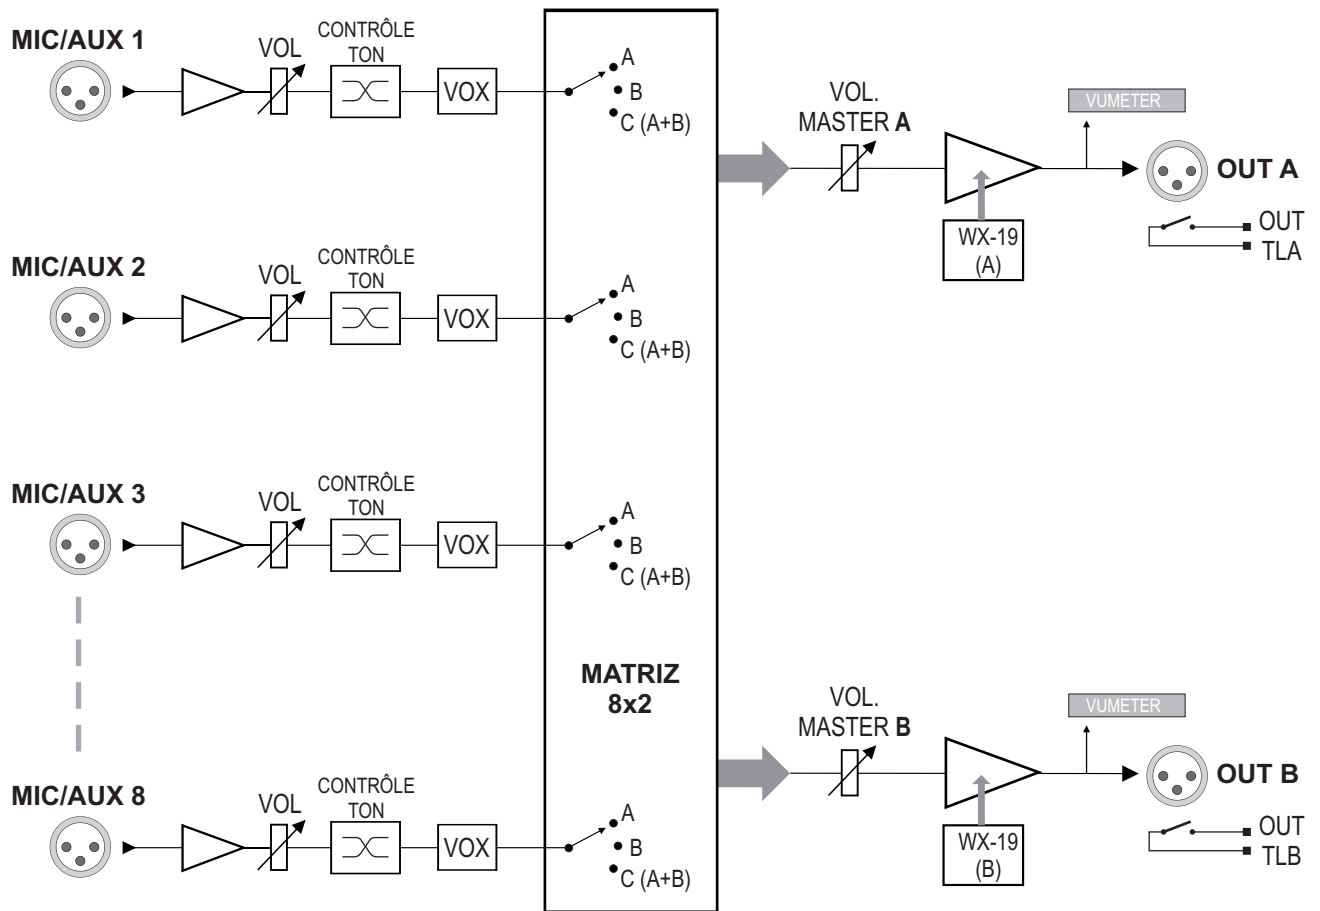 MIC/AUX 1
VOL
CONTRÔLE
TON
VOX
A
B
C (A+B)
MIC/AUX 2
VOL
CONTRÔLE
TON
VOX
A
B
C (A+B)
MIC/AUX 3
VOL
CONTRÔLE
TON
VOX
A
B
C (A+B)
MATRIZ
8x2
MIC/AUX 8
VOL
CONTRÔLE
TON
VOX
A
B
C (A+B)
VOL.
MASTER A
VUMETER
OUT A
WX-19
(A)
OUT
TLA
VOL.
MASTER B
VUMETER
OUT B
WX-19
(B)
OUT
TLB